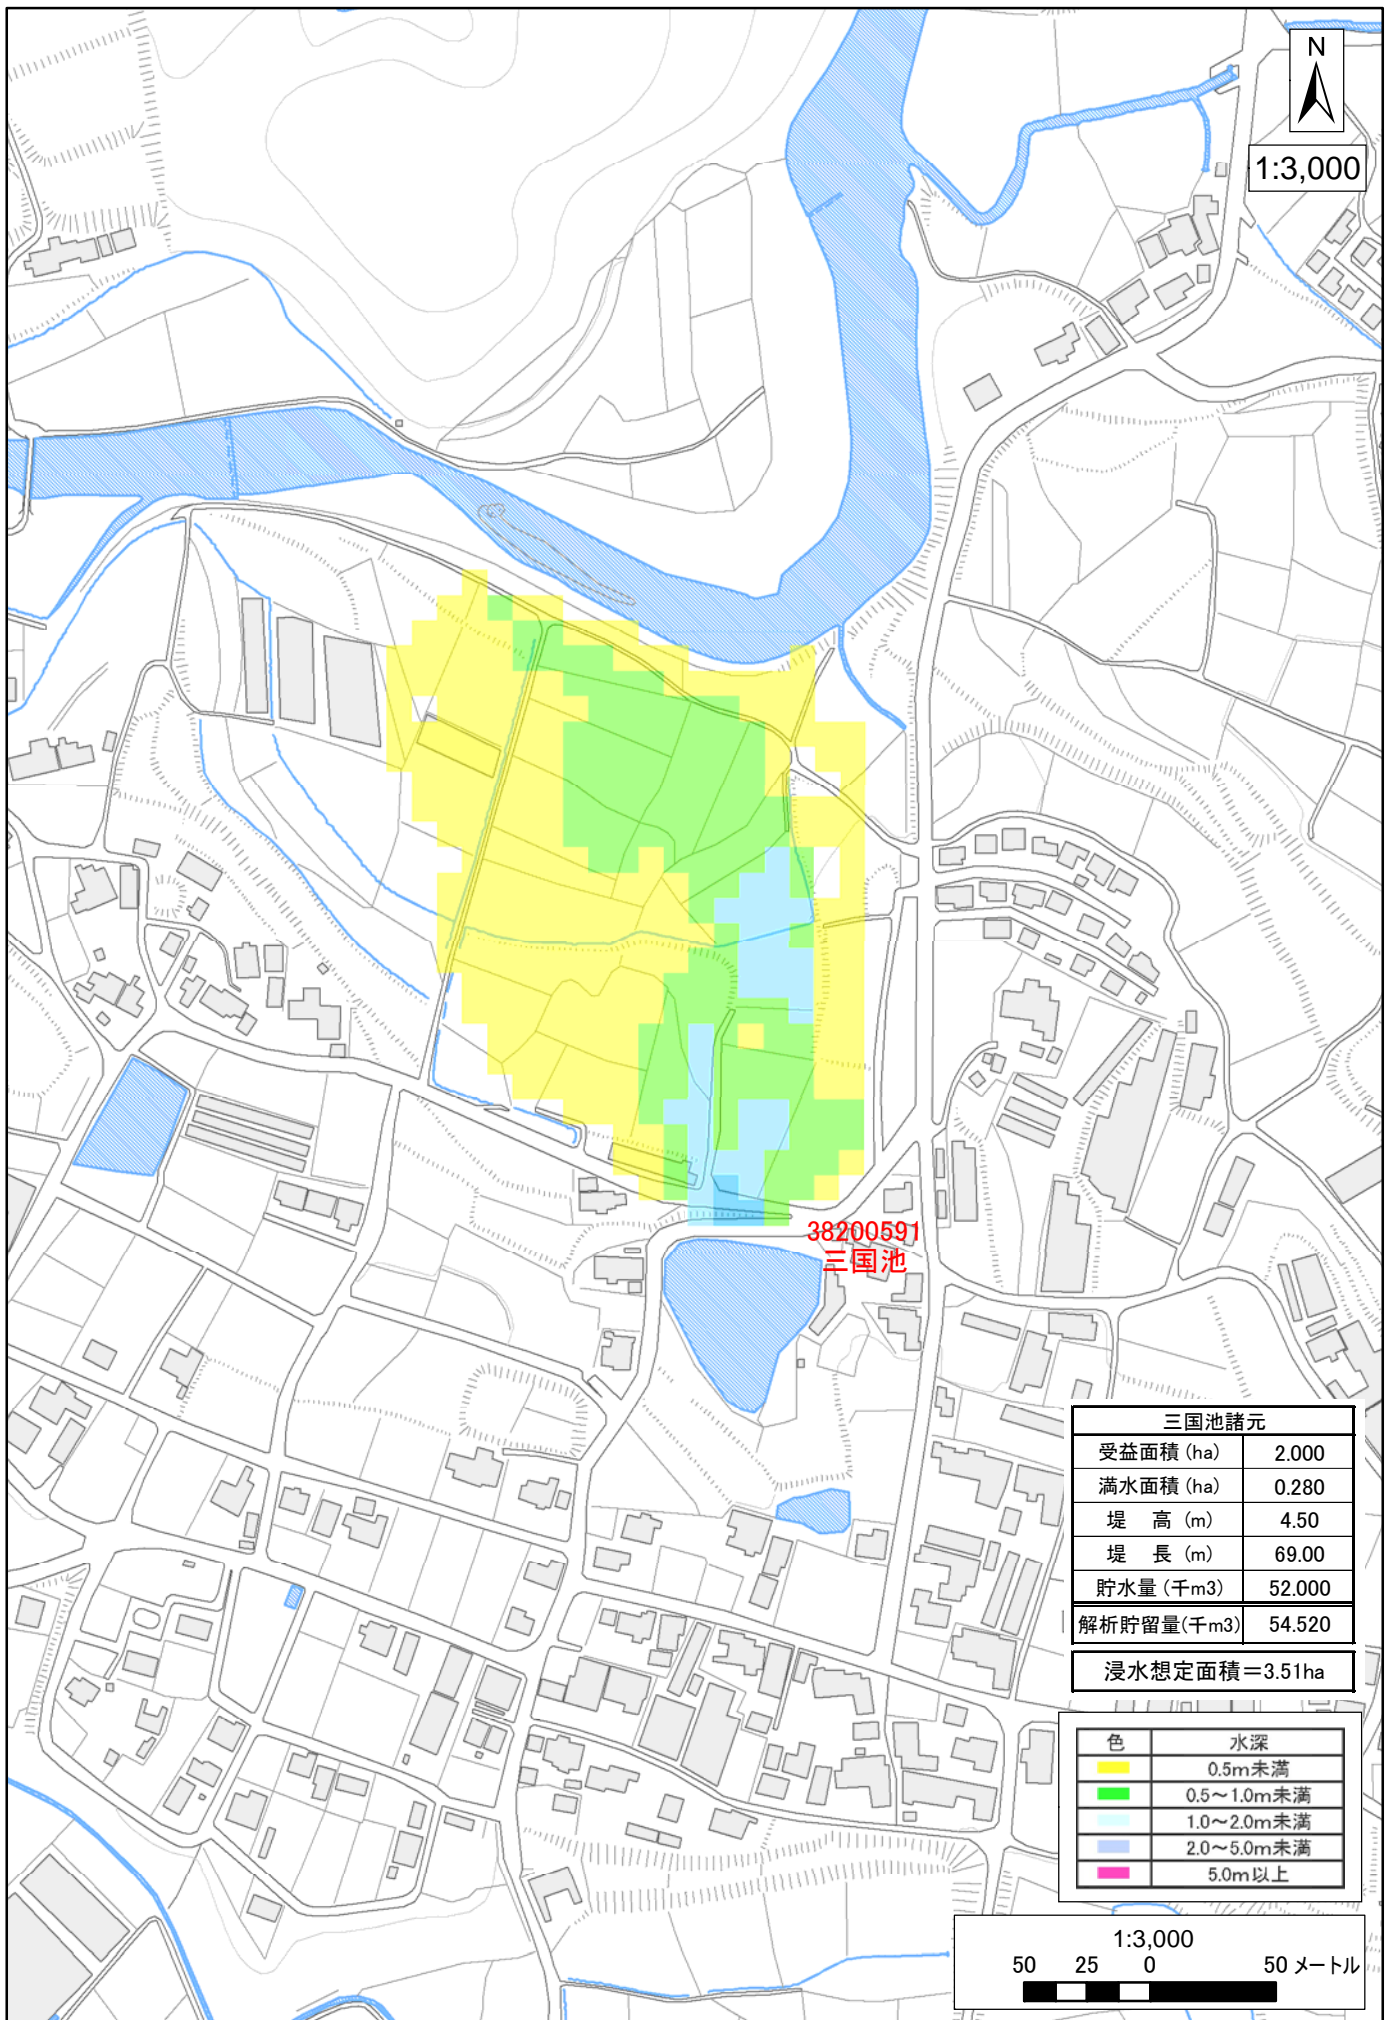 N
1:3,000
38200591
三国池
三国池諸元
受益面積 (ha) 2.000
満水面積 (ha) 0.280
堤 高 (m) 4.50
堤 長 (m) 69.00
貯水量 (千m3) 52.000
解析貯留量(千m3) 54.520
浸水想定面積=3.51ha
色 水深
0.5m未満
0.5~1.0m未満
1.0~2.0m未満
2.0~5.0m未満
5.0m以上
1:3,000
50 25 0 50 メートル